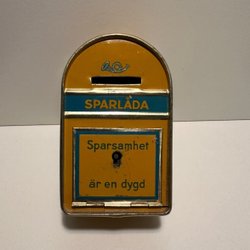 SPARLÅDA
Sparsamhet
är en dygd